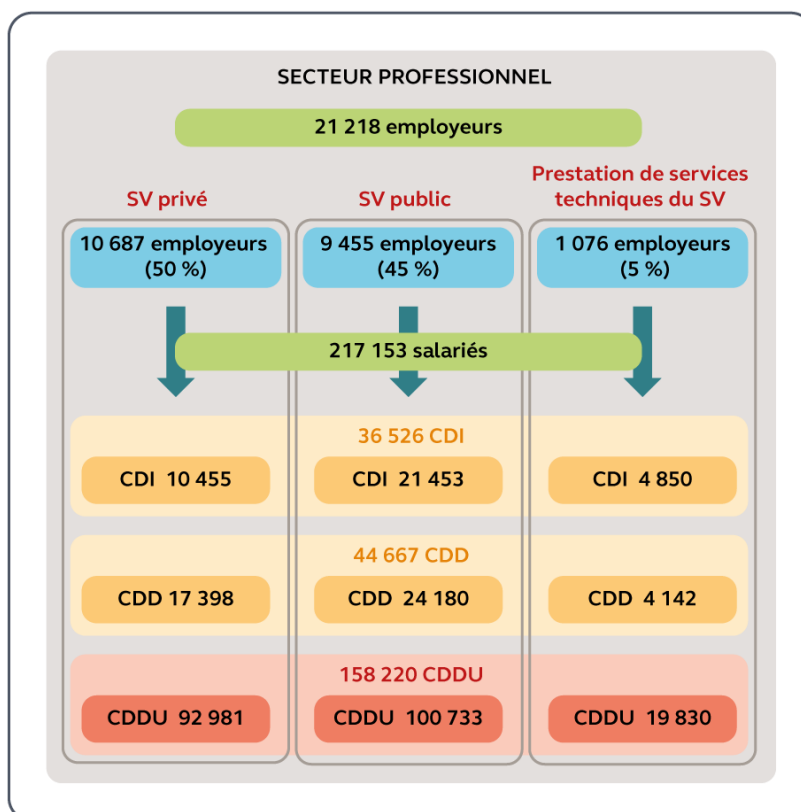 SECTEUR PROFESSIONNEL
21 218 employeurs
SV privé
SV public
Prestation de services
techniques du SV
10 687 employeurs
(50 %)
9 455 employeurs
(45 %)
1 076 employeurs
(5 %)
217 153 salariés
36 526 CDI
CDI 10 455
CDI 21 453
CDI 4 850
44 667 CDD
CDD 17 398
CDD 24 180
CDD 4 142
158 220 CDDU
CDDU 92 981
CDDU 100 733
CDDU 19 830